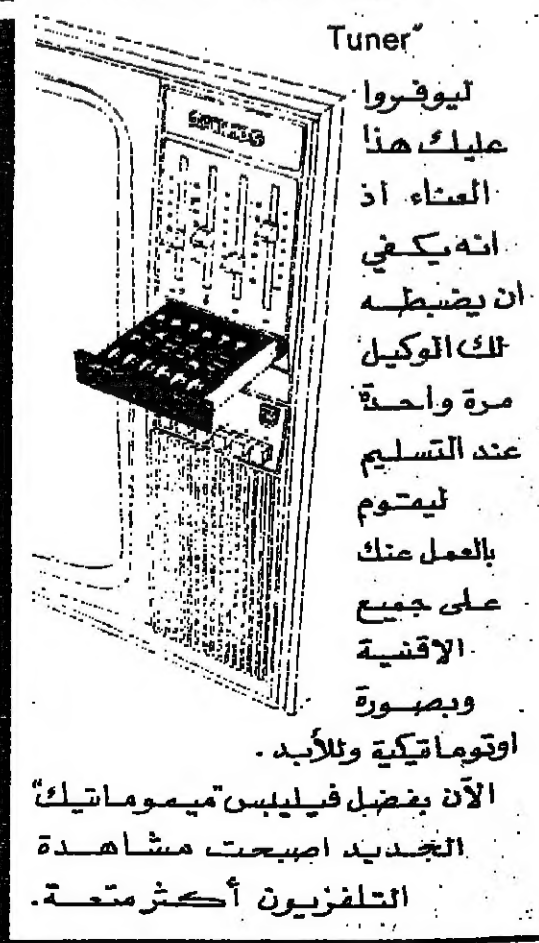 Tuner"
ليوفروا
عليك هذا
العناء اذ
انه يكفي
ان يضبطه
لك الوكيل
مرة واحدة
عند التسليم
ليقوم
بالعمل عنك
على جميع
الاقنية
وبصورة
اوتوماتيكية وللأبد.
الآن بفضل فيليبس "ميموماتيك"
الجديد اصبحت مشاهدة
التلفزيون أكثر متعة.